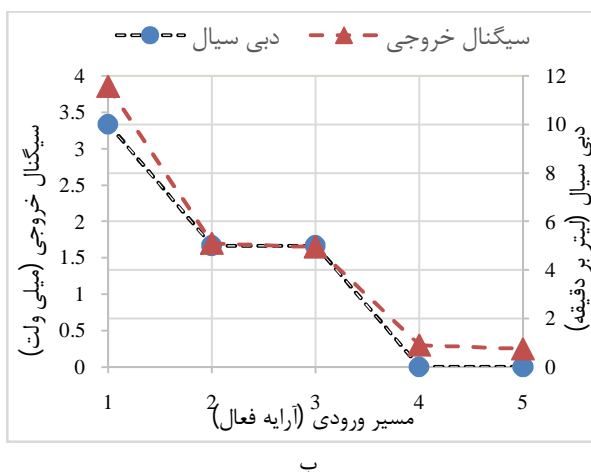 دبی سیال سیگنال خروجی
سیگنال خروجی (میلی ولت)
4
3.5
3
2.5
2
1.5
1
0.5
0
12
10
8
6
4
2
0
دبی سیال (لیتر بر دقیقه)
1 2 3 4 5
مسیر ورودی (آرایه فعال)
ب